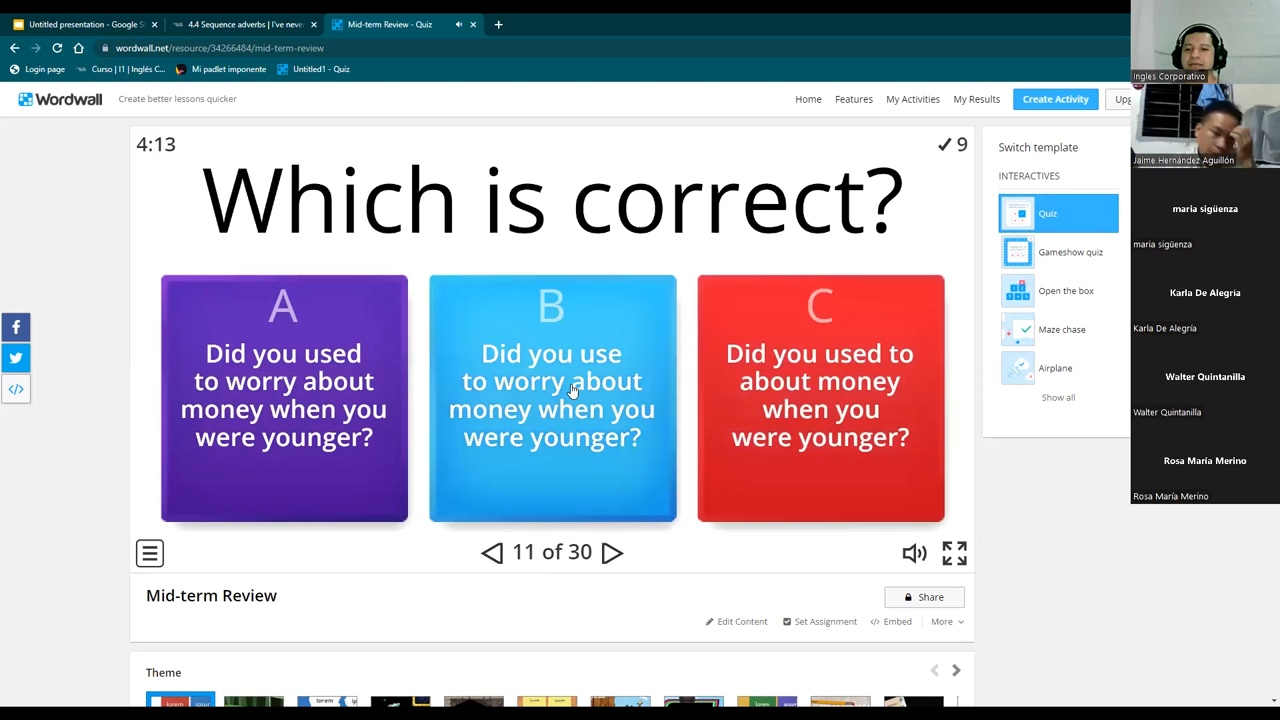 Untitled presentation - Google Sl
4.4 Sequence adverbs | I've neve
Mid-term Review - Quiz
wordwall.net/resource/34266484/mid-term-review
Login page
Curso | I1 | Inglés C...
Mi padlet imponente
Untitled1 - Quiz
Wordwall
Create better lessons quicker
Home
Features
My Activities
My Results
Create Activity
Upg
4:13
9
Which is correct?
A
Did you used
to worry about
money when you
were younger?
B
Did you use
to worry about
money when you
were younger?
C
Did you used to
about money
when you
were younger?
11 of 30
Mid-term Review
Share
Edit Content
Set Assignment
Embed
More
Theme
Switch template
INTERACTIVES
Quiz
Gameshow quiz
Open the box
Maze chase
Airplane
Show all
Ingles Corporativo
Jaime Hernández Aguillón
maria sigüenza
maria sigüenza
Karla De Alegria
Karla De Alegría
Walter Quintanilla
Walter Quintanilla
Rosa María Merino
Rosa María Merino